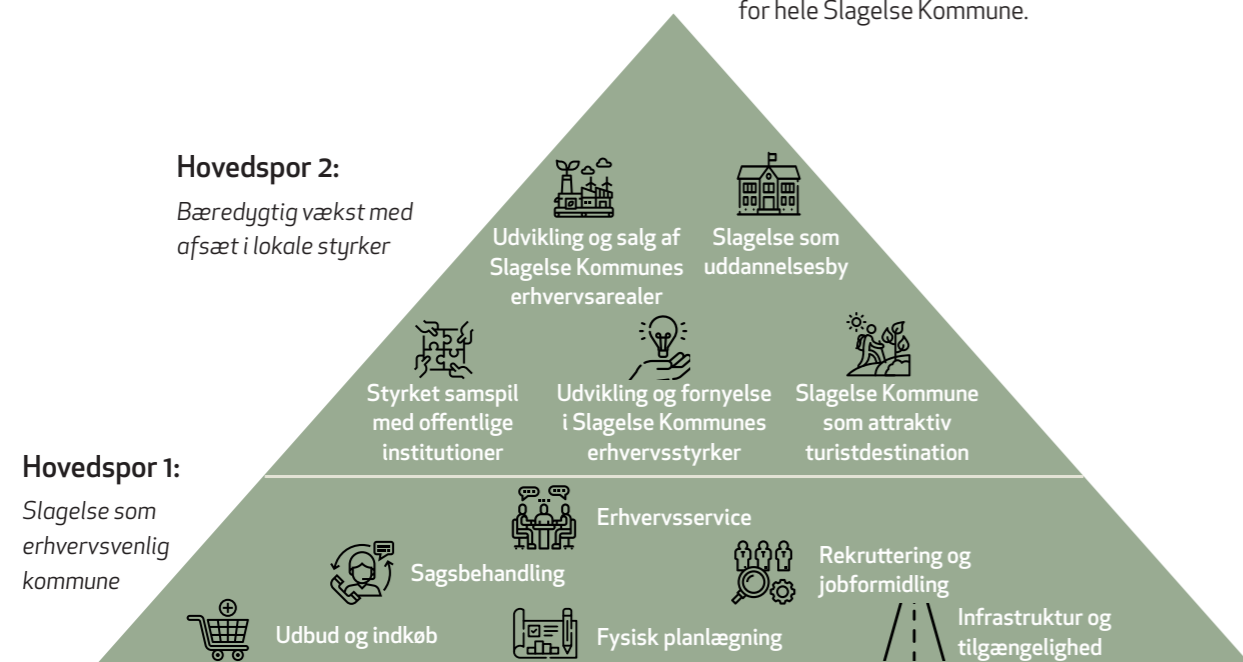 for hele Slagelse Kommune.
Hovedspor 2:
Bæredygtig vækst med
afsæt i lokale styrker
Udvikling og salg af
Slagelse Kommunes
erhvervsarealer
Slagelse som
uddannelsesby
Styrket samspil
med offentlige
institutioner
Udvikling og fornyelse
i Slagelse Kommunes
erhvervsstyrker
Slagelse Kommune
som attraktiv
turistdestination
Hovedspor 1:
Slagelse som
erhvervsvenlig
kommune
Erhvervsservice
Sagsbehandling
Rekruttering og
jobformidling
Udbud og indkøb
Fysisk planlægning
Infrastruktur og
tilgængelighed